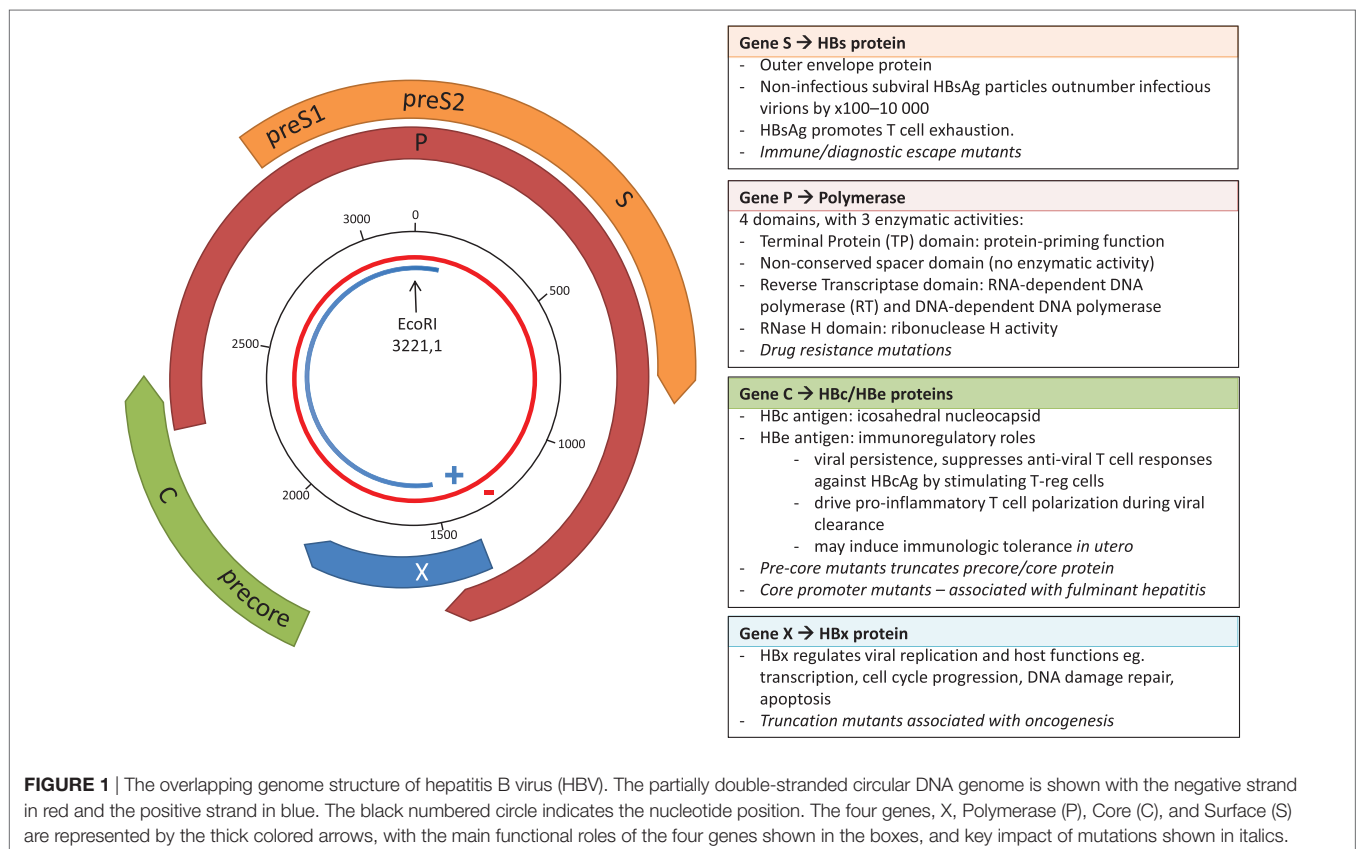 preS1
preS2
P
S
3000
0
500
EcoRI
3221,1
2500
1000
C
2000
+
-
1500
X
precore
Gene S → HBs protein
- Outer envelope protein
- Non-infectious subviral HBsAg particles outnumber infectious
virions by x100–10 000
- HBsAg promotes T cell exhaustion.
- Immune/diagnostic escape mutants
Gene P → Polymerase
4 domains, with 3 enzymatic activities:
- Terminal Protein (TP) domain: protein-priming function
- Non-conserved spacer domain (no enzymatic activity)
- Reverse Transcriptase domain: RNA-dependent DNA
polymerase (RT) and DNA-dependent DNA polymerase
- RNase H domain: ribonuclease H activity
- Drug resistance mutations
Gene C → HBc/HBe proteins
- HBc antigen: icosahedral nucleocapsid
- HBe antigen: immunoregulatory roles
- viral persistence, suppresses anti-viral T cell responses
against HBcAg by stimulating T-reg cells
- drive pro-inflammatory T cell polarization during viral
clearance
- may induce immunologic tolerance in utero
- Pre-core mutants truncates precore/core protein
- Core promoter mutants – associated with fulminant hepatitis
Gene X → HBx protein
- HBx regulates viral replication and host functions eg.
transcription, cell cycle progression, DNA damage repair,
apoptosis
- Truncation mutants associated with oncogenesis
FIGURE 1 | The overlapping genome structure of hepatitis B virus (HBV). The partially double-stranded circular DNA genome is shown with the negative strand
in red and the positive strand in blue. The black numbered circle indicates the nucleotide position. The four genes, X, Polymerase (P), Core (C), and Surface (S)
are represented by the thick colored arrows, with the main functional roles of the four genes shown in the boxes, and key impact of mutations shown in italics.